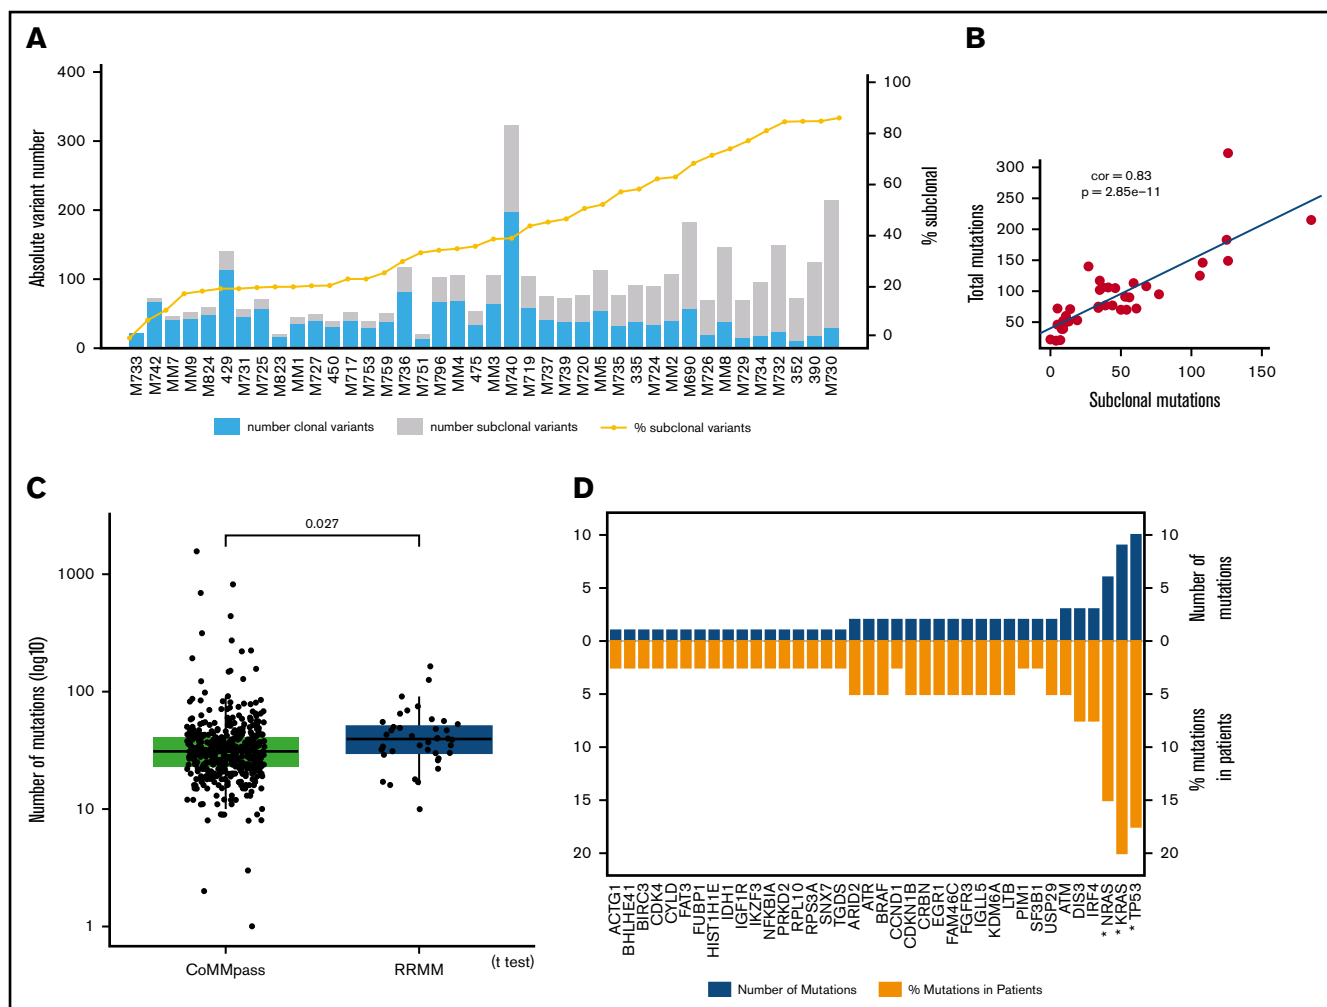 A
Absolute variant number
400
300
200
100
0
100
80
60
40
20
0
% subclonal
M733
M742
MM7
MM9
M824
429
M731
M725
M823
MM1
M727
450
M717
M753
M759
M736
M751
M796
MM4
475
MM3
M740
M719
M737
M739
M720
MM5
M735
335
M724
MM2
M690
M726
MM8
M729
M734
M732
352
390
M730
number clonal variants
number subclonal variants
% subclonal variants
B
Total mutations
300
250
200
150
100
50
cor = 0.83
p = 2.85e−11
0
50
100
150
Subclonal mutations
C
Number of mutations (log10)
1000
100
10
1
0.027
CoMMpass
RRMM
(t test)
D
10
5
0
5
10
15
20
10
5
0
5
10
15
20
Number of
mutations
% mutations
in patients
ACTG1
BHLHE41
BIRC3
CDK4
CYLD
FAT3
FUBP1
HIST1H1E
IDH1
IGF1R
IKZF3
NFKBIA
PRKD2
RPL10
RPS3A
SNX7
TGDS
ARID2
ATR
BRAF
CCND1
CDKN1B
CRBN
EGR1
FAM46C
FGFR3
IGLL5
KDM6A
LTB
PIM1
SF3B1
USP29
ATM
DIS3
IRF4
* NRAS
* KRAS
* TP53
Number of Mutations
% Mutations in Patients